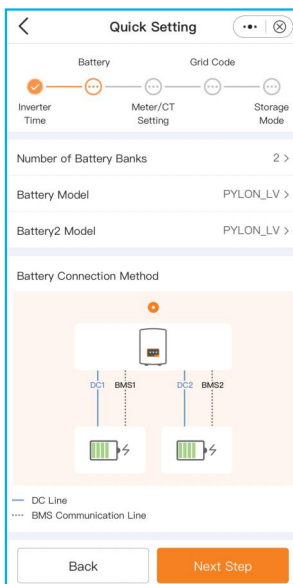 Quick Setting
Battery
Grid Code
Inverter
Time
Meter/CT
Setting
Storage
Mode
Number of Battery Banks 2 >
Battery Model PYLON_LV >
Battery2 Model PYLON_LV >
Battery Connection Method
DC1 BMS1 DC2 BMS2
DC Line
BMS Communication Line
Back Next Step